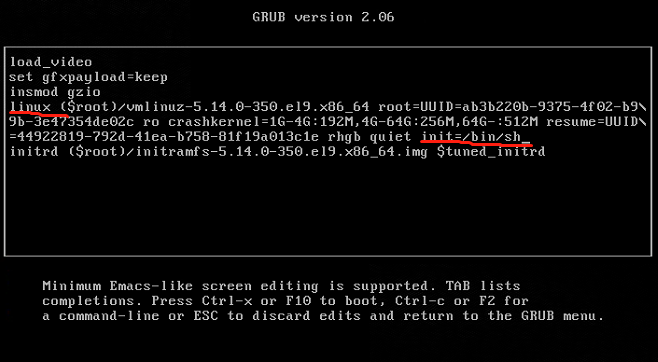 GRUB version 2.06
load_video
set gfxpayload=keep
insmod gzio
linux ($root)/vmlinuz-5.14.0-350.el9.x86_64 root=UUID=ab3b220b-9375-4f02-b9\
9b-3e47354de02c ro crashkernel=1G-4G:192M,4G-64G:256M,64G-:512M resume=UUID\
=44922819-792d-41ea-b758-81f19a013c1e rhgb quiet init=/bin/sh_
initrd ($root)/initramfs-5.14.0-350.el9.x86_64.img $tuned_initrd
Minimum Emacs-like screen editing is supported. TAB lists
completions. Press Ctrl-x or F10 to boot, Ctrl-c or F2 for
a command-line or ESC to discard edits and return to the GRUB menu.